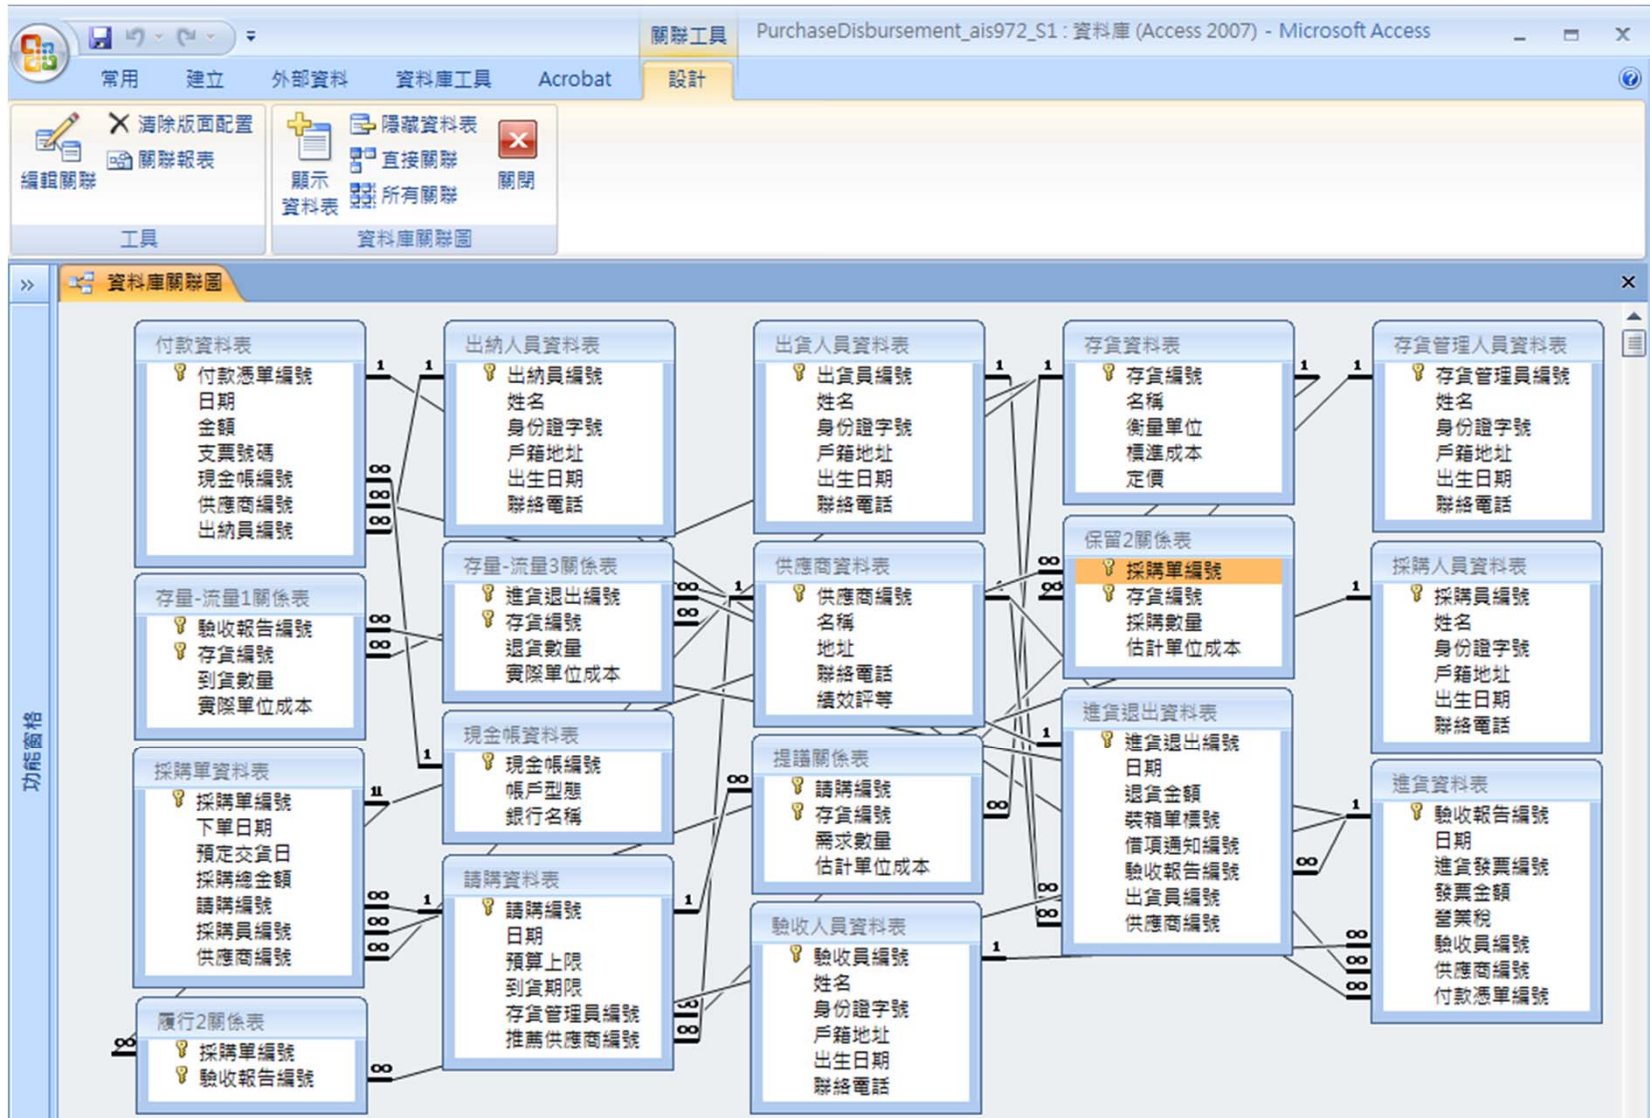 關聯工具 PurchaseDisbursement_ais972_S1 : 資料庫 (Access 2007) - Microsoft Access
常用 建立 外部資料 資料庫工具 Acrobat 設計
編輯關聯
清除版面配置
關聯報表
工具
顯示
資料表
隱藏資料表
直接關聯
所有關聯
關閉
資料庫關聯圖
» 資料庫關聯圖
功能窗格
付款資料表
付款憑單編號
日期
金額
支票號碼
現金帳編號
供應商編號
出納員編號
存量-流量1關係表
驗收報告編號
存貨編號
到貨數量
實際單位成本
採購單資料表
採購單編號
下單日期
預定交貨日
採購總金額
請購編號
採購員編號
供應商編號
履行2關係表
採購單編號
驗收報告編號
出納人員資料表
出納員編號
姓名
身份證字號
戶籍地址
出生日期
聯絡電話
存量-流量3關係表
進貨退出編號
存貨編號
退貨數量
實際單位成本
現金帳資料表
現金帳編號
帳戶型態
銀行名稱
請購資料表
請購編號
日期
預算上限
到貨期限
存貨管理員編號
推薦供應商編號
出貨人員資料表
出貨員編號
姓名
身份證字號
戶籍地址
出生日期
聯絡電話
供應商資料表
供應商編號
名稱
地址
聯絡電話
績效評等
提議關係表
請購編號
存貨編號
需求數量
估計單位成本
驗收人員資料表
驗收員編號
姓名
身份證字號
戶籍地址
出生日期
聯絡電話
存貨資料表
存貨編號
名稱
衡量單位
標準成本
定價
保留2關係表
採購單編號
存貨編號
採購數量
估計單位成本
進貨退出資料表
進貨退出編號
日期
退貨金額
裝箱單標號
借項通知編號
驗收報告編號
出貨員編號
供應商編號
存貨管理人員資料表
存貨管理員編號
姓名
身份證字號
戶籍地址
出生日期
聯絡電話
採購人員資料表
採購員編號
姓名
身份證字號
戶籍地址
出生日期
聯絡電話
進貨資料表
驗收報告編號
日期
進貨發票編號
發票金額
營業稅
驗收員編號
供應商編號
付款憑單編號